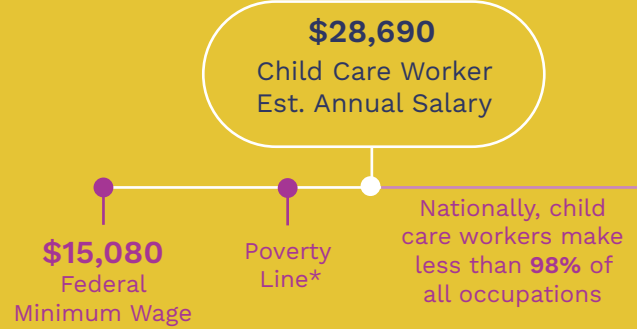 $28,690
Child Care Worker
Est. Annual Salary
$15,080
Federal
Minimum Wage
Poverty
Line*
Nationally, child
care workers make
less than 98% of
all occupations